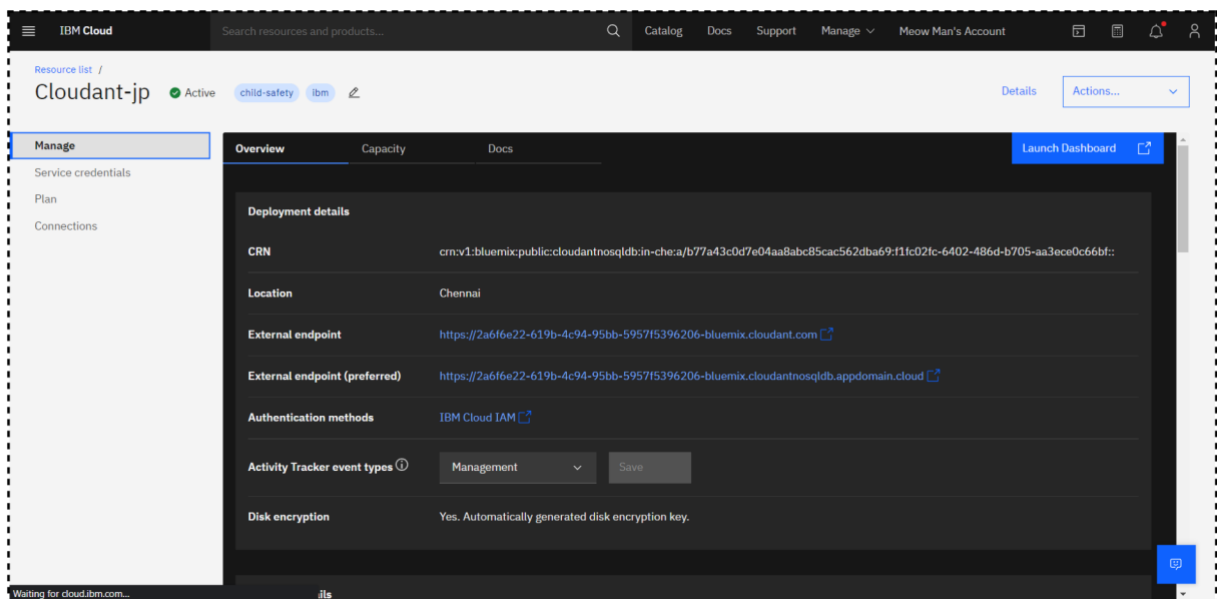 IBM Cloud
Search resources and products...
Catalog
Docs
Support
Manage
Meow Man's Account
Resource list /
Cloudant-jp
Active
child-safety
ibm
Details
Actions...
Manage
Service credentials
Plan
Connections
Overview
Capacity
Docs
Launch Dashboard
Deployment details
CRN
crn:v1:bluemix:public:cloudantnosqldb:in-che:a/b77a43c0d7e04aa8abc85cac562dba69:f1fc02fc-6402-486d-b705-aa3ece0c66bf::
Location
Chennai
External endpoint
https://2a6f6e22-619b-4c94-95bb-5957f5396206-bluemix.cloudant.com
External endpoint (preferred)
https://2a6f6e22-619b-4c94-95bb-5957f5396206-bluemix.cloudantnosqldb.appdomain.cloud
Authentication methods
IBM Cloud IAM
Activity Tracker event types
Management
Save
Disk encryption
Yes. Automatically generated disk encryption key.
Waiting for cloud.ibm.com...
ils